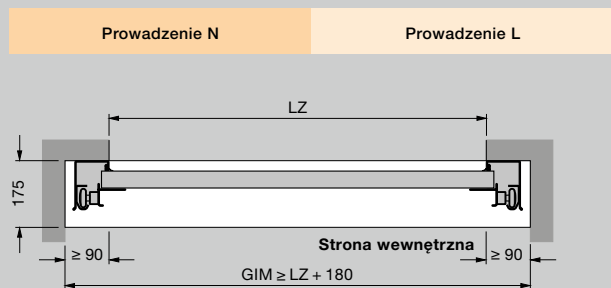 Prowadzenie N
Prowadzenie L
LZ
175
Strona wewnętrzna
≥ 90
≥ 90
GIM ≥ LZ + 180